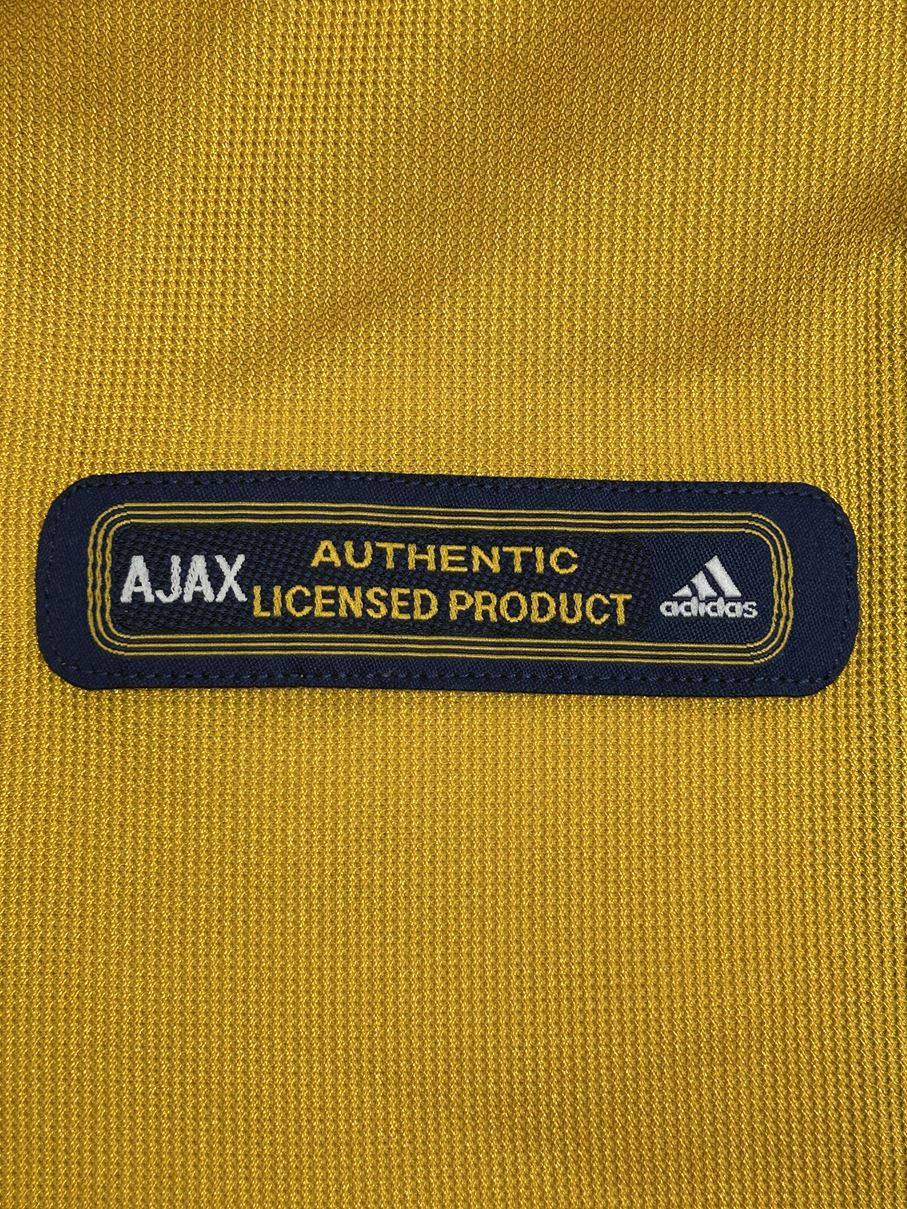 AJAX
AUTHENTIC
LICENSED PRODUCT
adidas